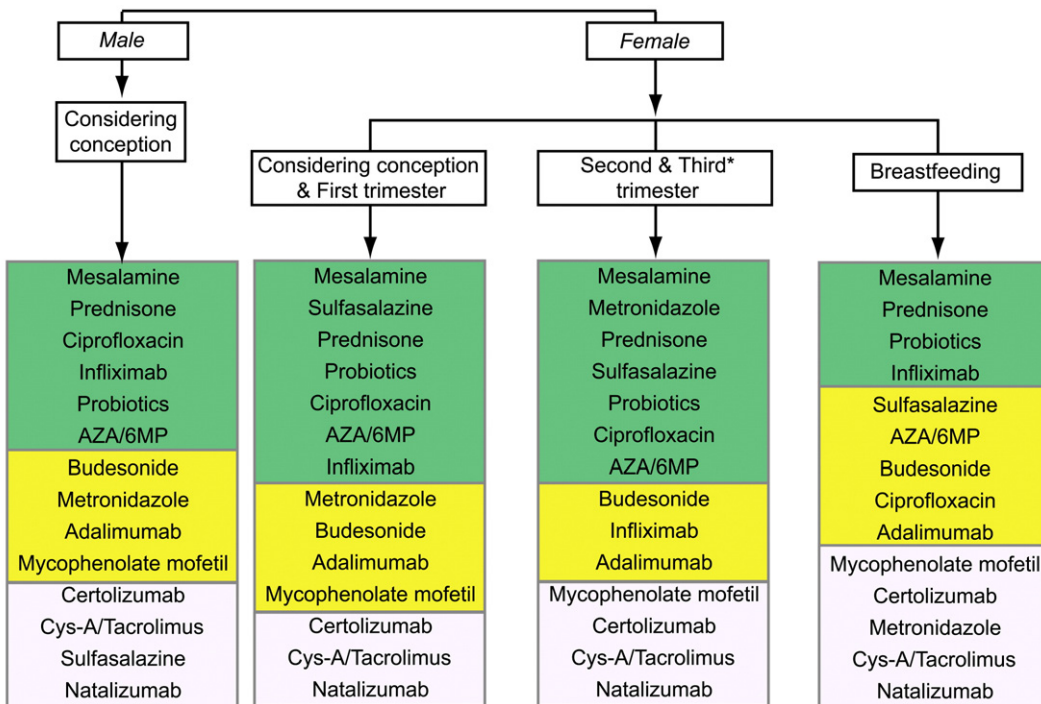 Male
Female
Considering
conception
Considering conception
& First trimester
Second & Third*
trimester
Breastfeeding
Mesalamine
Prednisone
Ciprofloxacin
Infliximab
Probiotics
AZA/6MP
Budesonide
Metronidazole
Adalimumab
Mycophenolate mofetil
Certolizumab
Cys-A/Tacrolimus
Sulfasalazine
Natalizumab
Mesalamine
Sulfasalazine
Prednisone
Probiotics
Ciprofloxacin
AZA/6MP
Infliximab
Metronidazole
Budesonide
Adalimumab
Mycophenolate mofetil
Certolizumab
Cys-A/Tacrolimus
Natalizumab
Mesalamine
Metronidazole
Prednisone
Sulfasalazine
Probiotics
Ciprofloxacin
AZA/6MP
Budesonide
Infliximab
Adalimumab
Mycophenolate mofetil
Certolizumab
Cys-A/Tacrolimus
Natalizumab
Mesalamine
Prednisone
Probiotics
Infliximab
Sulfasalazine
AZA/6MP
Budesonide
Ciprofloxacin
Adalimumab
Mycophenolate mofetil
Certolizumab
Metronidazole
Cys-A/Tacrolimus
Natalizumab